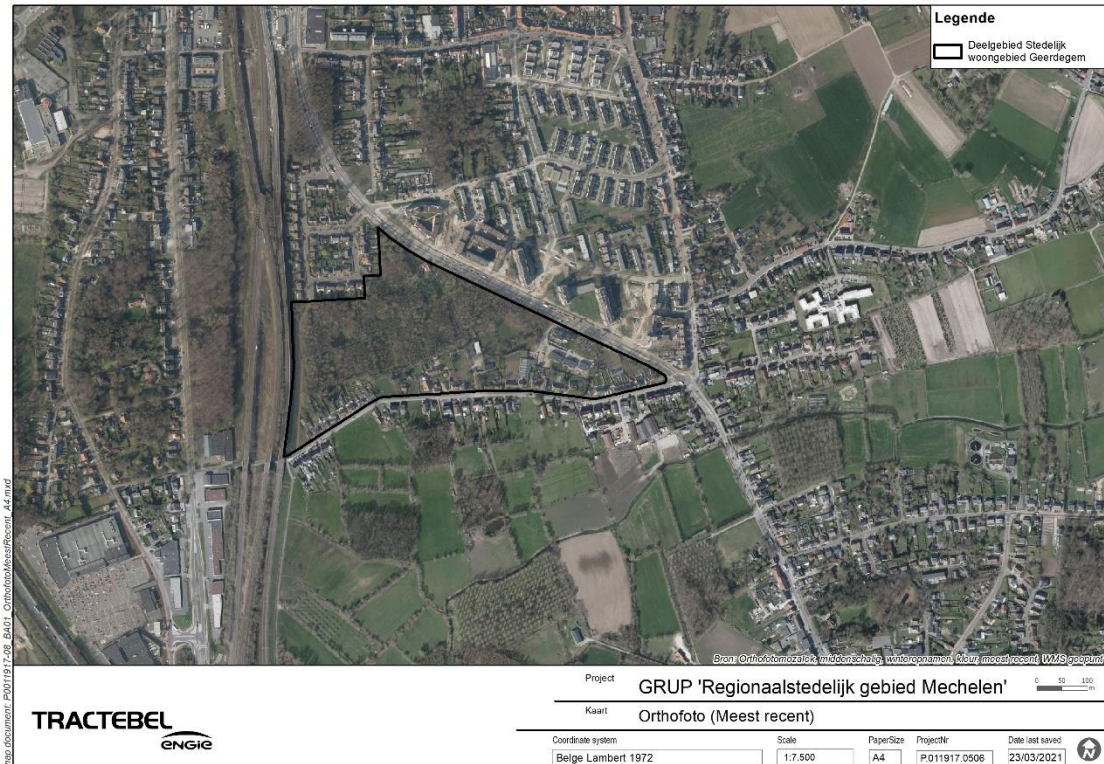 Legende
Deelgebied Stedelijk
woongebied Geerdegem
Bron: Orthofotomozaïek, middenschalig, winteropnamen, kleur, meest recent, WMS geopunt
map document: P0011917-08_BA01_OrthofotoMeestRecent_A4.mxd
TRACTEBEL
ENGIE
Project GRUP 'Regionaalstedelijk gebied Mechelen' 0 50 100
m
Kaart Orthofoto (Meest recent)
Coordinate system Scale PaperSize ProjectNr Date last saved
Belge Lambert 1972 1:7.500 A4 P.011917.0506 23/03/2021
N